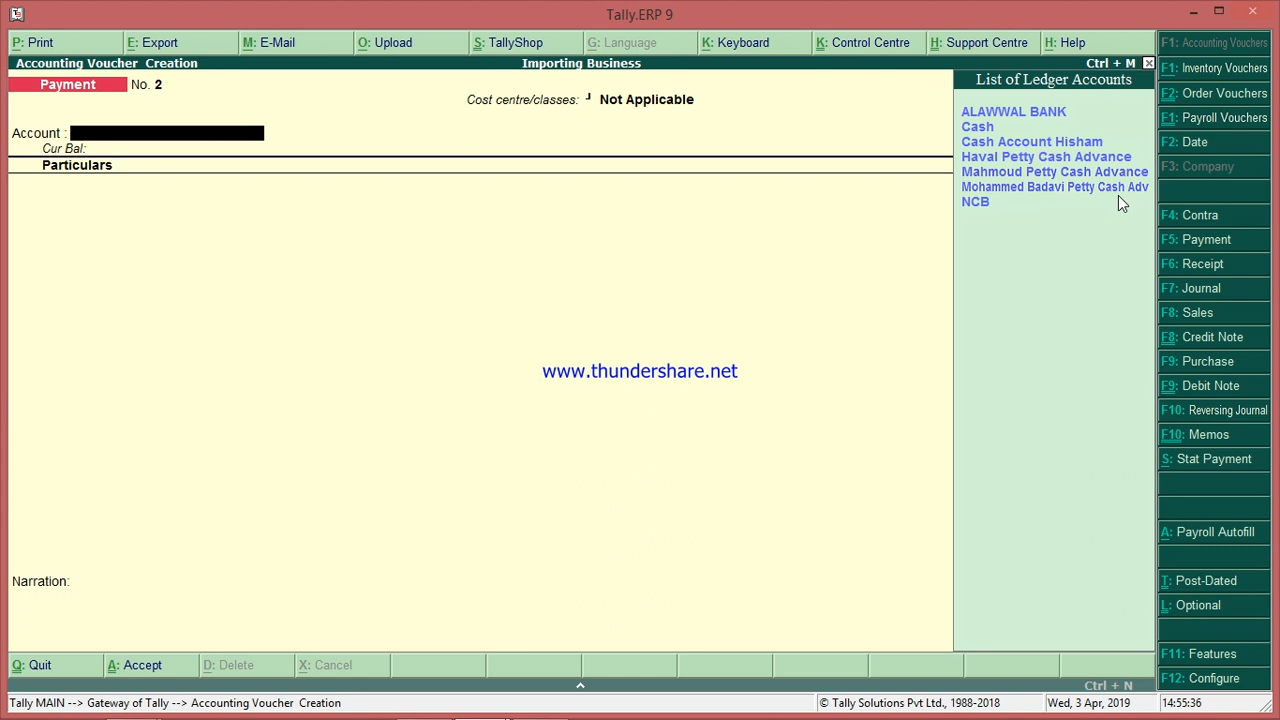 Tally.ERP 9
P: Print
E: Export
M: E-Mail
O: Upload
S: TallyShop
G: Language
K: Keyboard
K: Control Centre
H: Support Centre
H: Help
Accounting Voucher Creation
Importing Business
Ctrl + M
Payment No. 2
Cost centre/classes: ┘ Not Applicable
Account :
Cur Bal:
Particulars
List of Ledger Accounts
ALAWWAL BANK
Cash
Cash Account Hisham
Haval Petty Cash Advance
Mahmoud Petty Cash Advance
Mohammed Badavi Petty Cash Adv
NCB
www.thundershare.net
Narration:
F1: Accounting Vouchers
F1: Inventory Vouchers
F2: Order Vouchers
F1: Payroll Vouchers
F2: Date
F3: Company
F4: Contra
F5: Payment
F6: Receipt
F7: Journal
F8: Sales
F8: Credit Note
F9: Purchase
F9: Debit Note
F10: Reversing Journal
F10: Memos
S: Stat Payment
A: Payroll Autofill
T: Post-Dated
L: Optional
F11: Features
F12: Configure
Q: Quit
A: Accept
D: Delete
X: Cancel
Ctrl + N
Tally MAIN --> Gateway of Tally --> Accounting Voucher Creation
© Tally Solutions Pvt Ltd., 1988-2018
Wed, 3 Apr, 2019
14:55:36